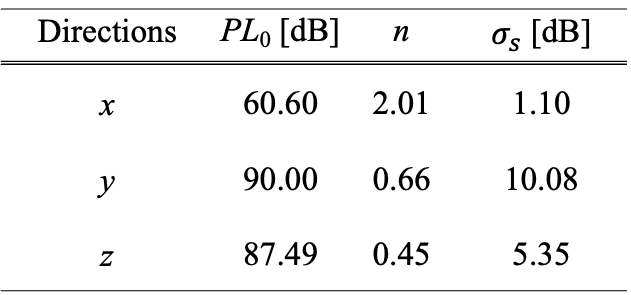 Directions PL₀ [dB] n σₛ [dB]
x 60.60 2.01 1.10
y 90.00 0.66 10.08
z 87.49 0.45 5.35